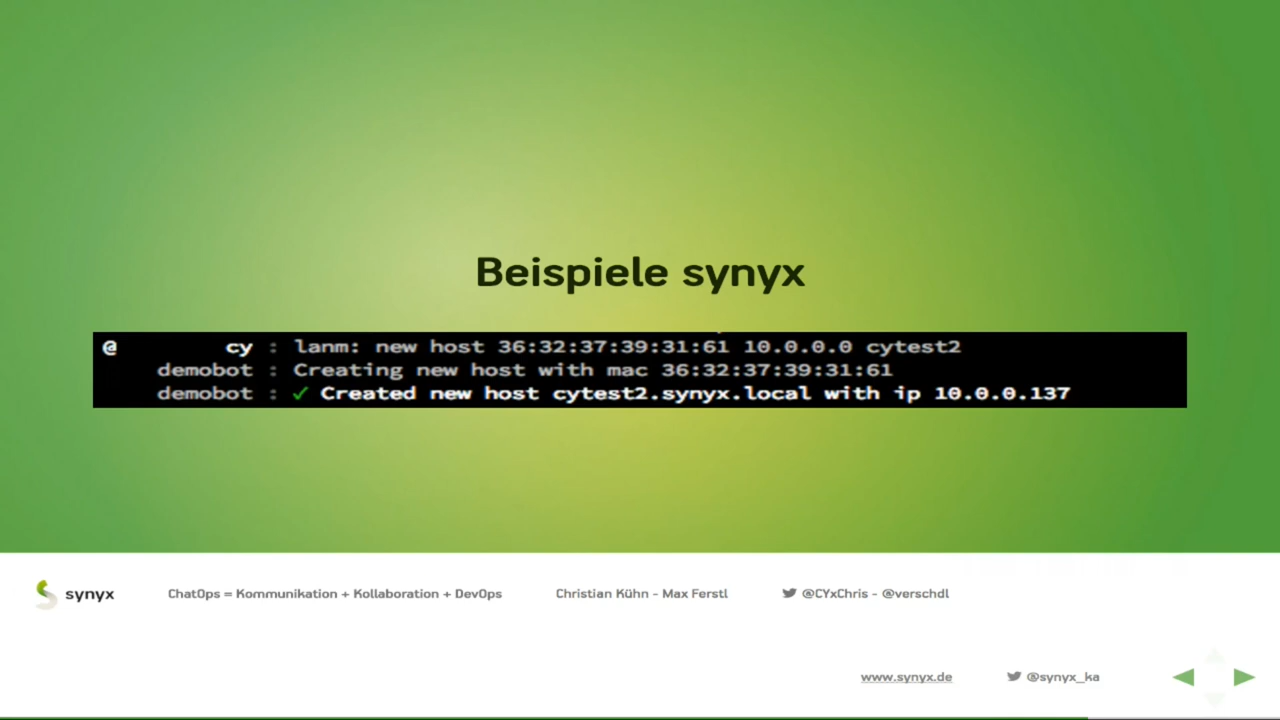 Beispiele synyx
@ cy : lanm: new host 36:32:37:39:31:61 10.0.0.0 cytest2
demobot : Creating new host with mac 36:32:37:39:31:61
demobot : ✓ Created new host cytest2.synyx.local with ip 10.0.0.137
synyx ChatOps = Kommunikation + Kollaboration + DevOps Christian Kühn - Max Ferstl @CYxChris - @verschdl
www.synyx.de @synyx_ka